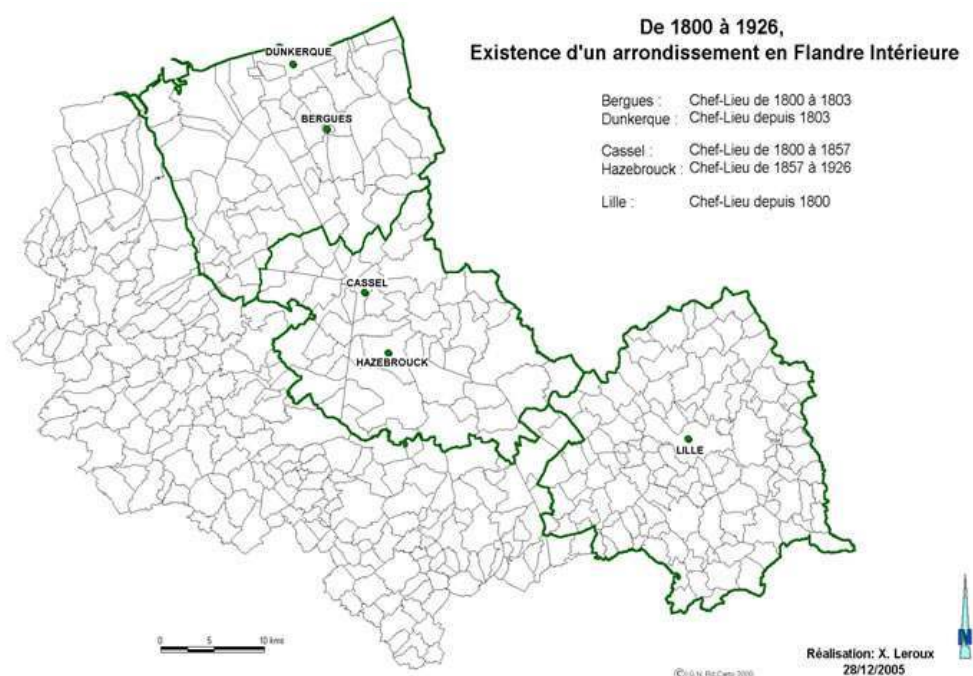 De 1800 à 1926,
Existence d'un arrondissement en Flandre Intérieure
Bergues : Chef-Lieu de 1800 à 1803
Dunkerque : Chef-Lieu depuis 1803
Cassel : Chef-Lieu de 1800 à 1857
Hazebrouck : Chef-Lieu de 1857 à 1926
Lille : Chef-Lieu depuis 1800
DUNKERQUE
BERGUES
CASSEL
HAZEBROUCK
LILLE
0 5 10 kms
N
Réalisation: X. Leroux
28/12/2005